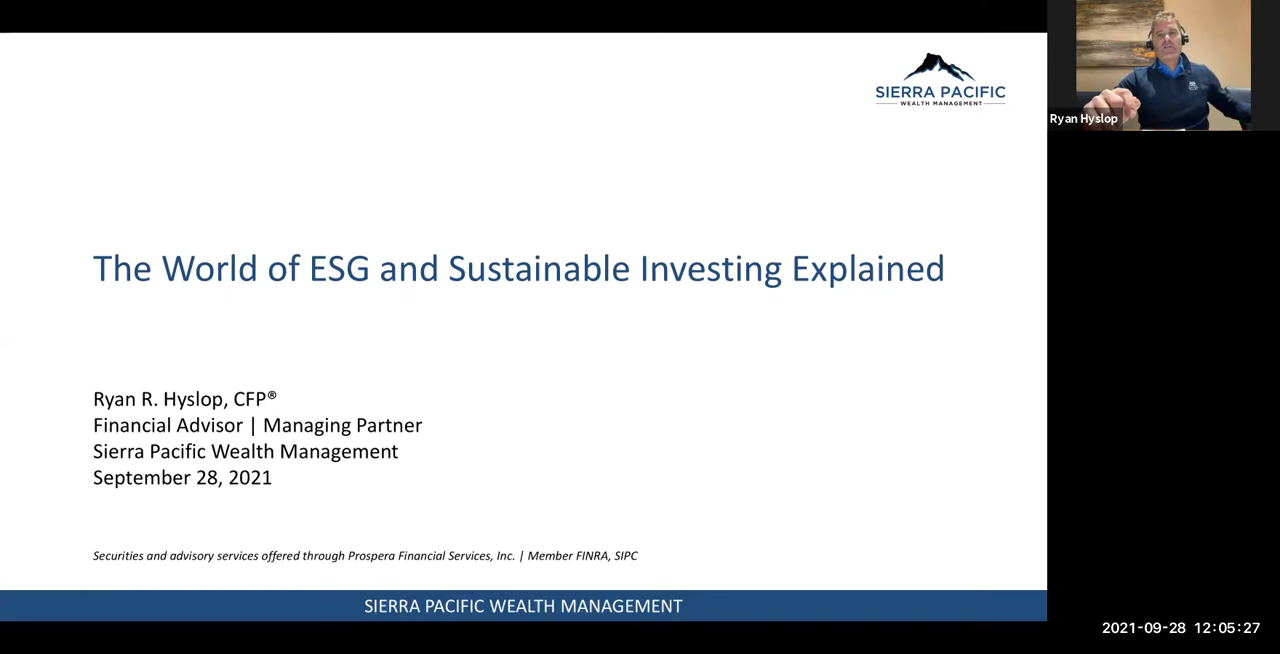 SIERRA PACIFIC
WEALTH MANAGEMENT
Ryan Hyslop
The World of ESG and Sustainable Investing Explained
Ryan R. Hyslop, CFP®
Financial Advisor | Managing Partner
Sierra Pacific Wealth Management
September 28, 2021
Securities and advisory services offered through Prospera Financial Services, Inc. | Member FINRA, SIPC
SIERRA PACIFIC WEALTH MANAGEMENT
2021-09-28 12:05:27